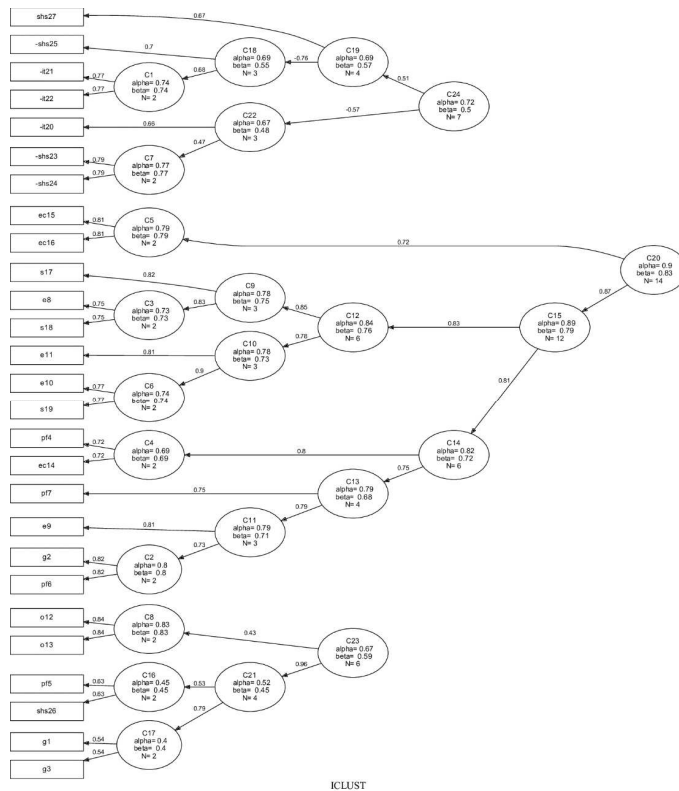 shs27
0.67
-shs25
0.7
C18
alpha= 0.69
beta= 0.55
N= 3
-0.76
C19
alpha= 0.69
beta= 0.57
N= 4
-it21
0.77
-it22
0.77
C1
alpha= 0.74
beta= 0.74
N= 2
0.68
0.51
C24
alpha= 0.72
beta= 0.5
N= 7
-0.57
-it20
0.66
C22
alpha= 0.67
beta= 0.48
N= 3
0.47
-shs23
0.79
-shs24
0.79
C7
alpha= 0.77
beta= 0.77
N= 2
ec15
0.81
ec16
0.81
C5
alpha= 0.79
beta= 0.79
N= 2
0.72
C20
alpha= 0.9
beta= 0.83
N= 14
0.87
s17
0.82
C9
alpha= 0.78
beta= 0.75
N= 3
e8
0.75
s18
0.75
C3
alpha= 0.73
beta= 0.73
N= 2
0.83
0.85
C12
alpha= 0.84
beta= 0.76
N= 6
0.83
C15
alpha= 0.89
beta= 0.79
N= 12
0.78
e11
0.81
C10
alpha= 0.78
beta= 0.73
N= 3
0.9
e10
0.77
s19
0.77
C6
alpha= 0.74
beta= 0.74
N= 2
0.81
pf4
0.72
ec14
0.72
C4
alpha= 0.69
beta= 0.69
N= 2
0.8
C14
alpha= 0.82
beta= 0.72
N= 6
0.75
pf7
0.75
C13
alpha= 0.79
beta= 0.68
N= 4
0.79
e9
0.81
C11
alpha= 0.79
beta= 0.71
N= 3
0.73
g2
0.82
pf6
0.82
C2
alpha= 0.8
beta= 0.8
N= 2
o12
0.84
o13
0.84
C8
alpha= 0.83
beta= 0.83
N= 2
0.43
C23
alpha= 0.67
beta= 0.59
N= 6
0.96
pf5
0.83
shs26
0.83
C16
alpha= 0.45
beta= 0.45
N= 2
0.53
C21
alpha= 0.52
beta= 0.45
N= 4
0.79
g1
0.54
g3
0.54
C17
alpha= 0.4
beta= 0.4
N= 2
ICLUST